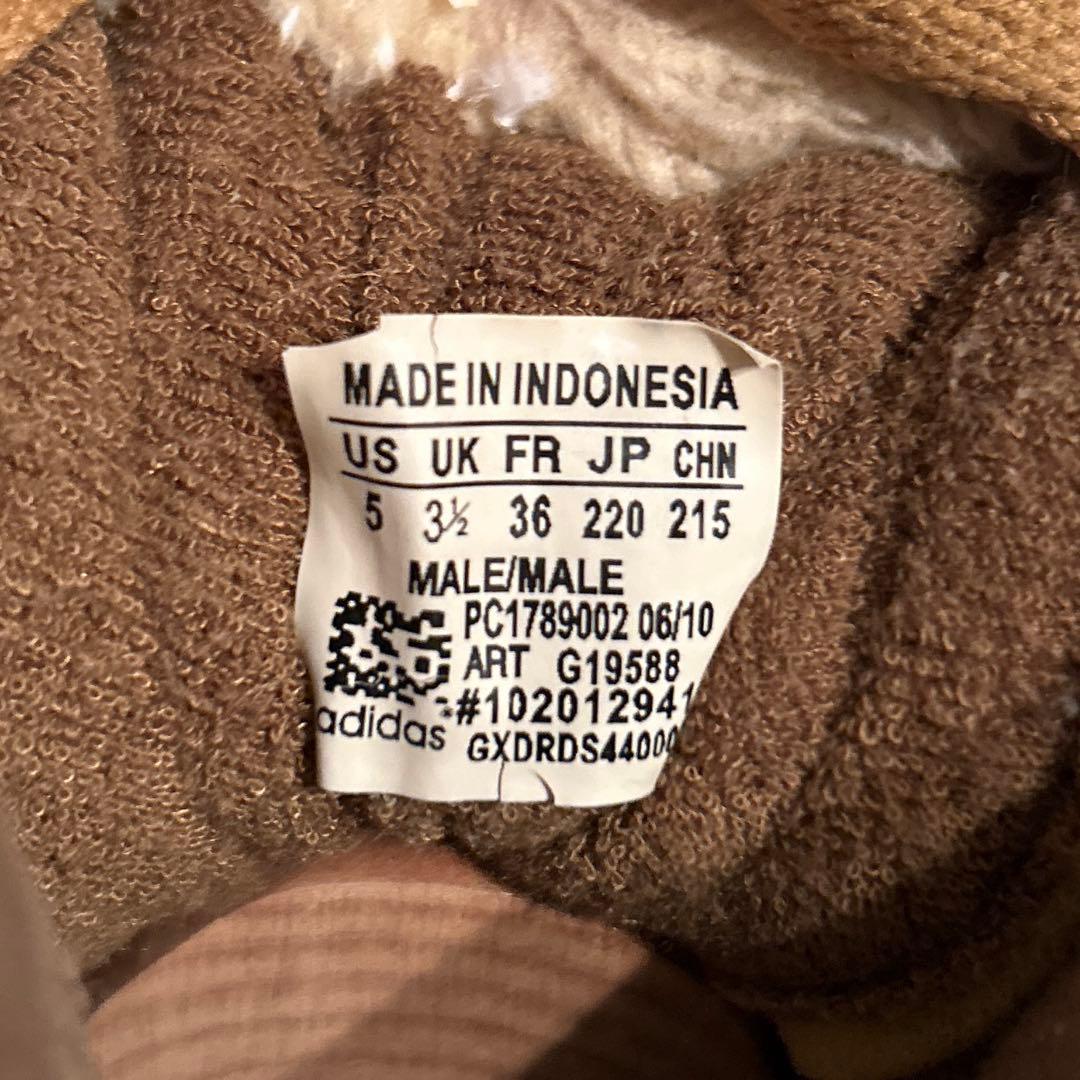 MADE IN INDONESIA
US UK FR JP CHN
5 3½ 36 220 215
MALE/MALE
PC1789002 06/10
ART G19588
#102012941
adidas GXDRDS44000